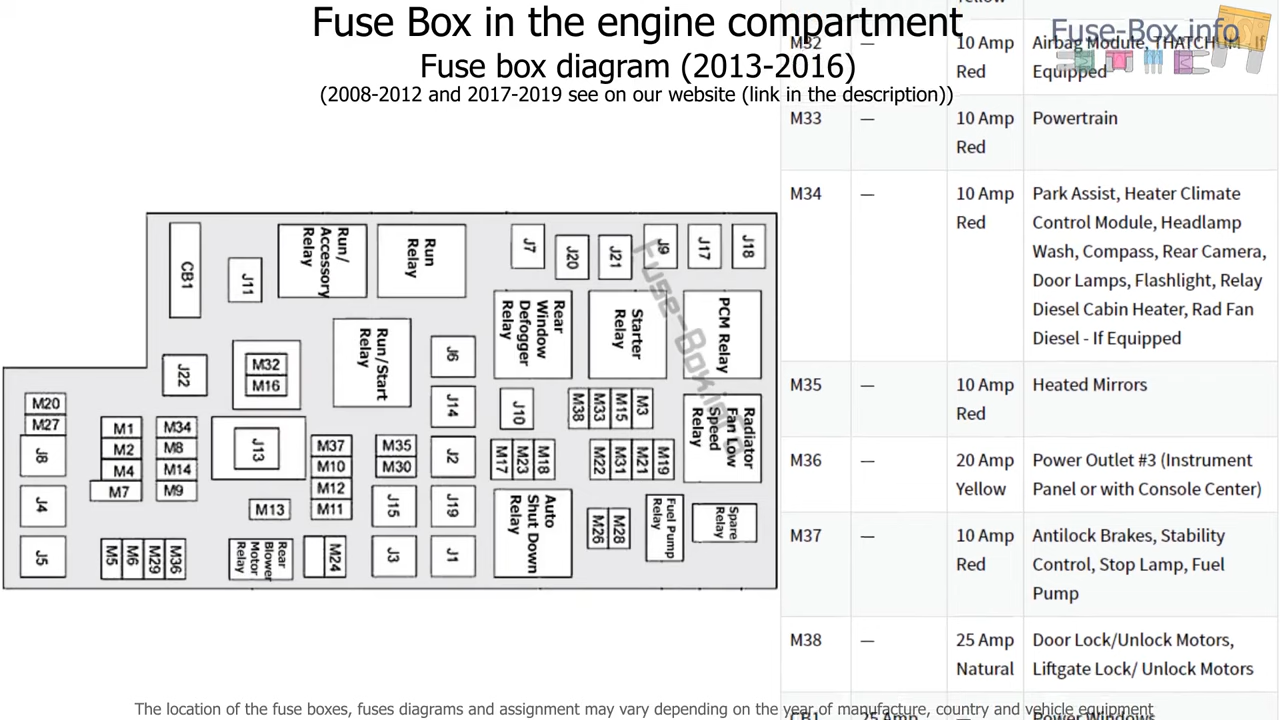 Fuse Box in the engine compartment
Fuse box diagram (2013-2016)
(2008-2012 and 2017-2019 see on our website (link in the description))
Fuse-Box.info
CB1
J11
Run/
Accessory
Relay
Run
Relay
J7
J20
J21
J9
J17
J18
Rear
Window
Defogger
Relay
Starter
Relay
PCM Relay
J22
M32
M16
Run/Start
Relay
J6
J14
J10
M38
M33
M15
M3
Radiator
Fan Low
Speed
Relay
M20
M27
J8
J4
J5
M1
M2
M4
M7
M34
M8
M14
M9
J13
M13
M37
M10
M12
M11
M35
M30
J15
J3
J2
J19
J1
M17
M23
M18
M22
M31
M21
M19
M5
M6
M29
M36
Rear
Blower
Motor
Relay
M24
Auto
Shut Down
Relay
M26
M28
Fuel Pump
Relay
Spare
Relay
Yellow
M32 — 10 Amp Airbag Module, If
Red Equipped
M33 — 10 Amp Powertrain
Red
M34 — 10 Amp Park Assist, Heater Climate
Red Control Module, Headlamp
Wash, Compass, Rear Camera,
Door Lamps, Flashlight, Relay
Diesel Cabin Heater, Rad Fan
Diesel - If Equipped
M35 — 10 Amp Heated Mirrors
Red
M36 — 20 Amp Power Outlet #3 (Instrument
Yellow Panel or with Console Center)
M37 — 10 Amp Antilock Brakes, Stability
Red Control, Stop Lamp, Fuel
Pump
M38 — 25 Amp Door Lock/Unlock Motors,
Natural Liftgate Lock/ Unlock Motors
CB1 25 Amp — Power Windows
The location of the fuse boxes, fuses diagrams and assignment may vary depending on the year of manufacture, country and vehicle equipment